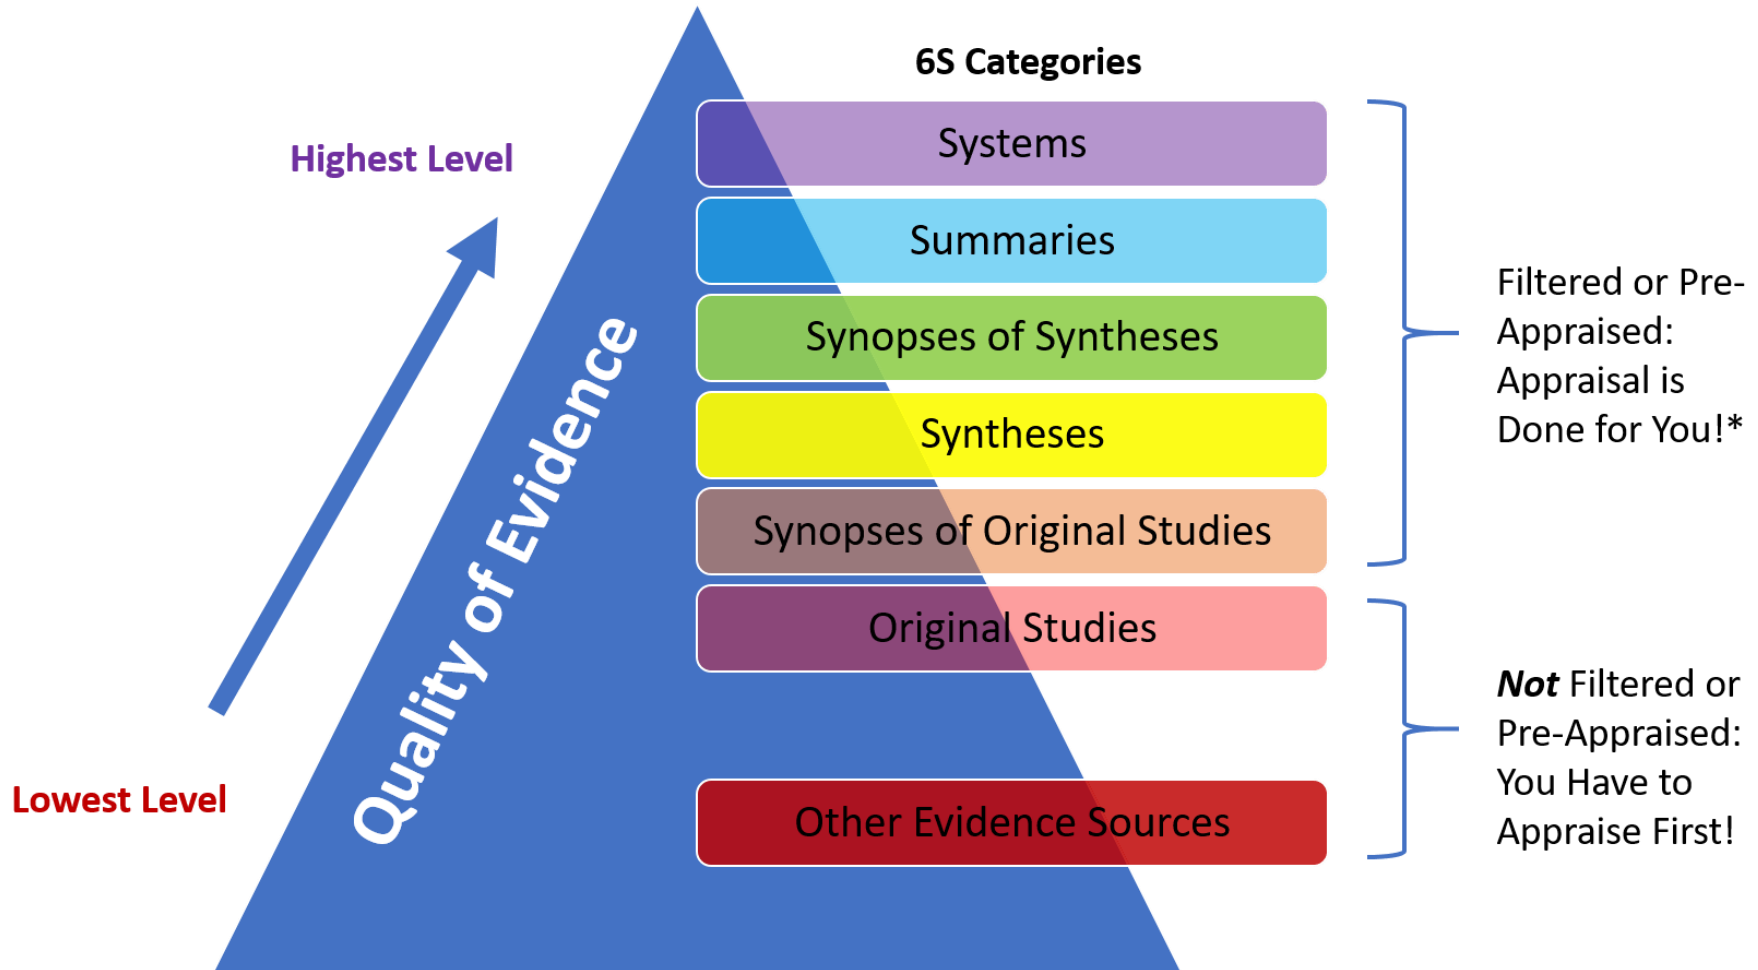 6S Categories
Highest Level
Systems
Summaries
Synopses of Syntheses
Syntheses
Synopses of Original Studies
Original Studies
Other Evidence Sources
Lowest Level
Quality of Evidence
Filtered or Pre-
Appraised:
Appraisal is
Done for You!*
Not Filtered or
Pre-Appraised:
You Have to
Appraise First!